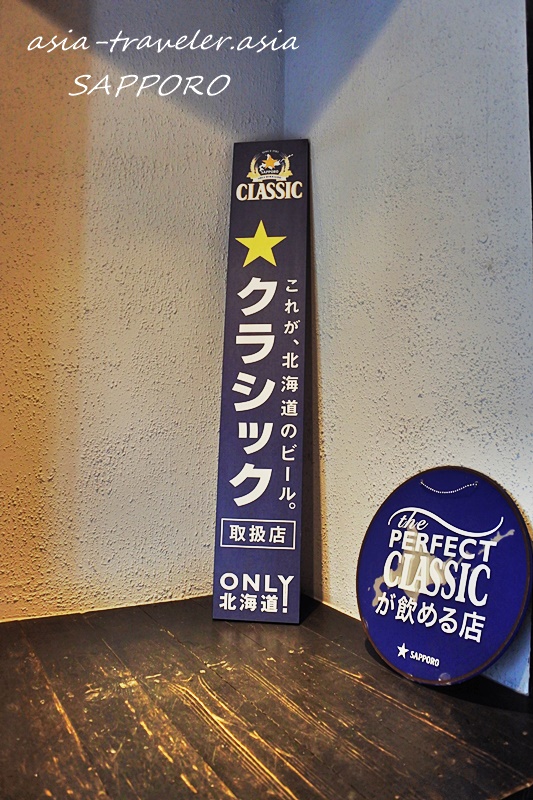 asia-traveler.asia
SAPPORO
SAPPORO
CLASSIC
これが、北海道のビール。
クラシック
取扱店
ONLY
北海道!
the
PERFECT
CLASSIC
が飲める店
SAPPORO